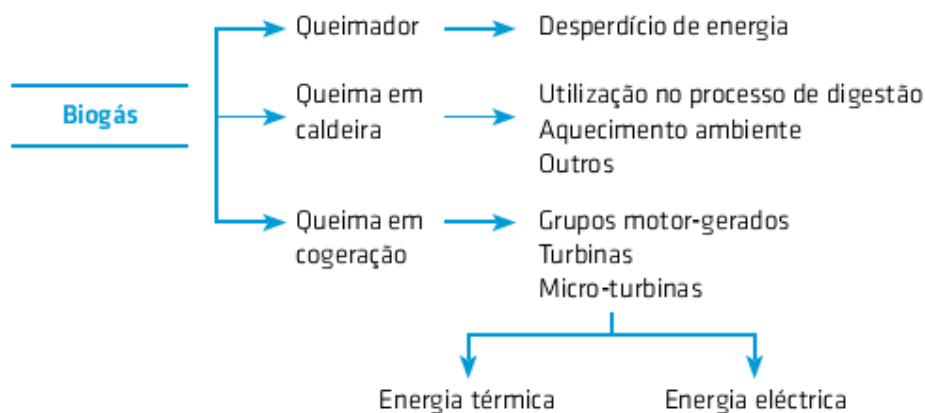 Biogás
Queimador
Desperdício de energia
Queima em
caldeira
Utilização no processo de digestão
Aquecimento ambiente
Outros
Queima em
cogeração
Grupos motor-gerados
Turbinas
Micro-turbinas
Energia térmica
Energia eléctrica